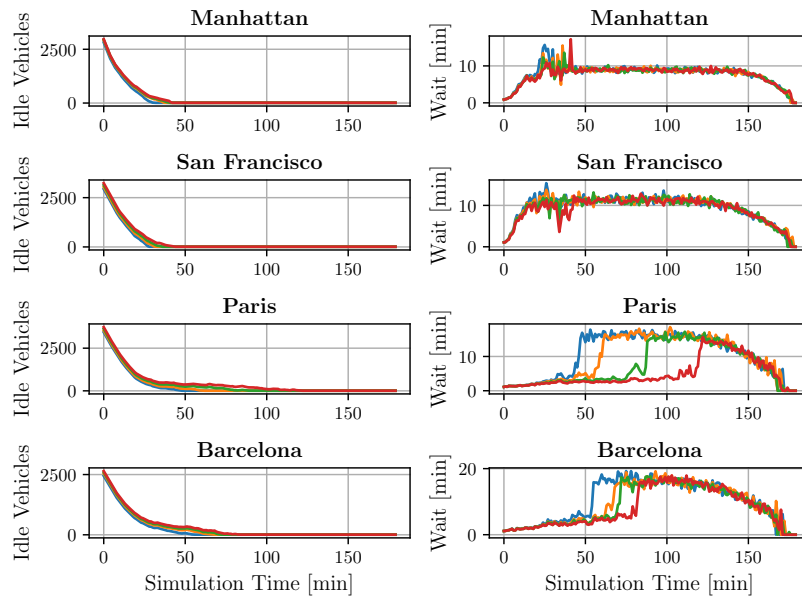 Manhattan
Manhattan
Idle Vehicles
2500
0
0
50
100
150
Wait [min]
10
0
0
50
100
150
San Francisco
San Francisco
Idle Vehicles
2500
0
0
50
100
150
Wait [min]
10
0
0
50
100
150
Paris
Paris
Idle Vehicles
2500
0
0
50
100
150
Wait [min]
10
0
0
50
100
150
Barcelona
Barcelona
Idle Vehicles
2500
0
0
50
100
150
Simulation Time [min]
Wait [min]
20
0
0
50
100
150
Simulation Time [min]